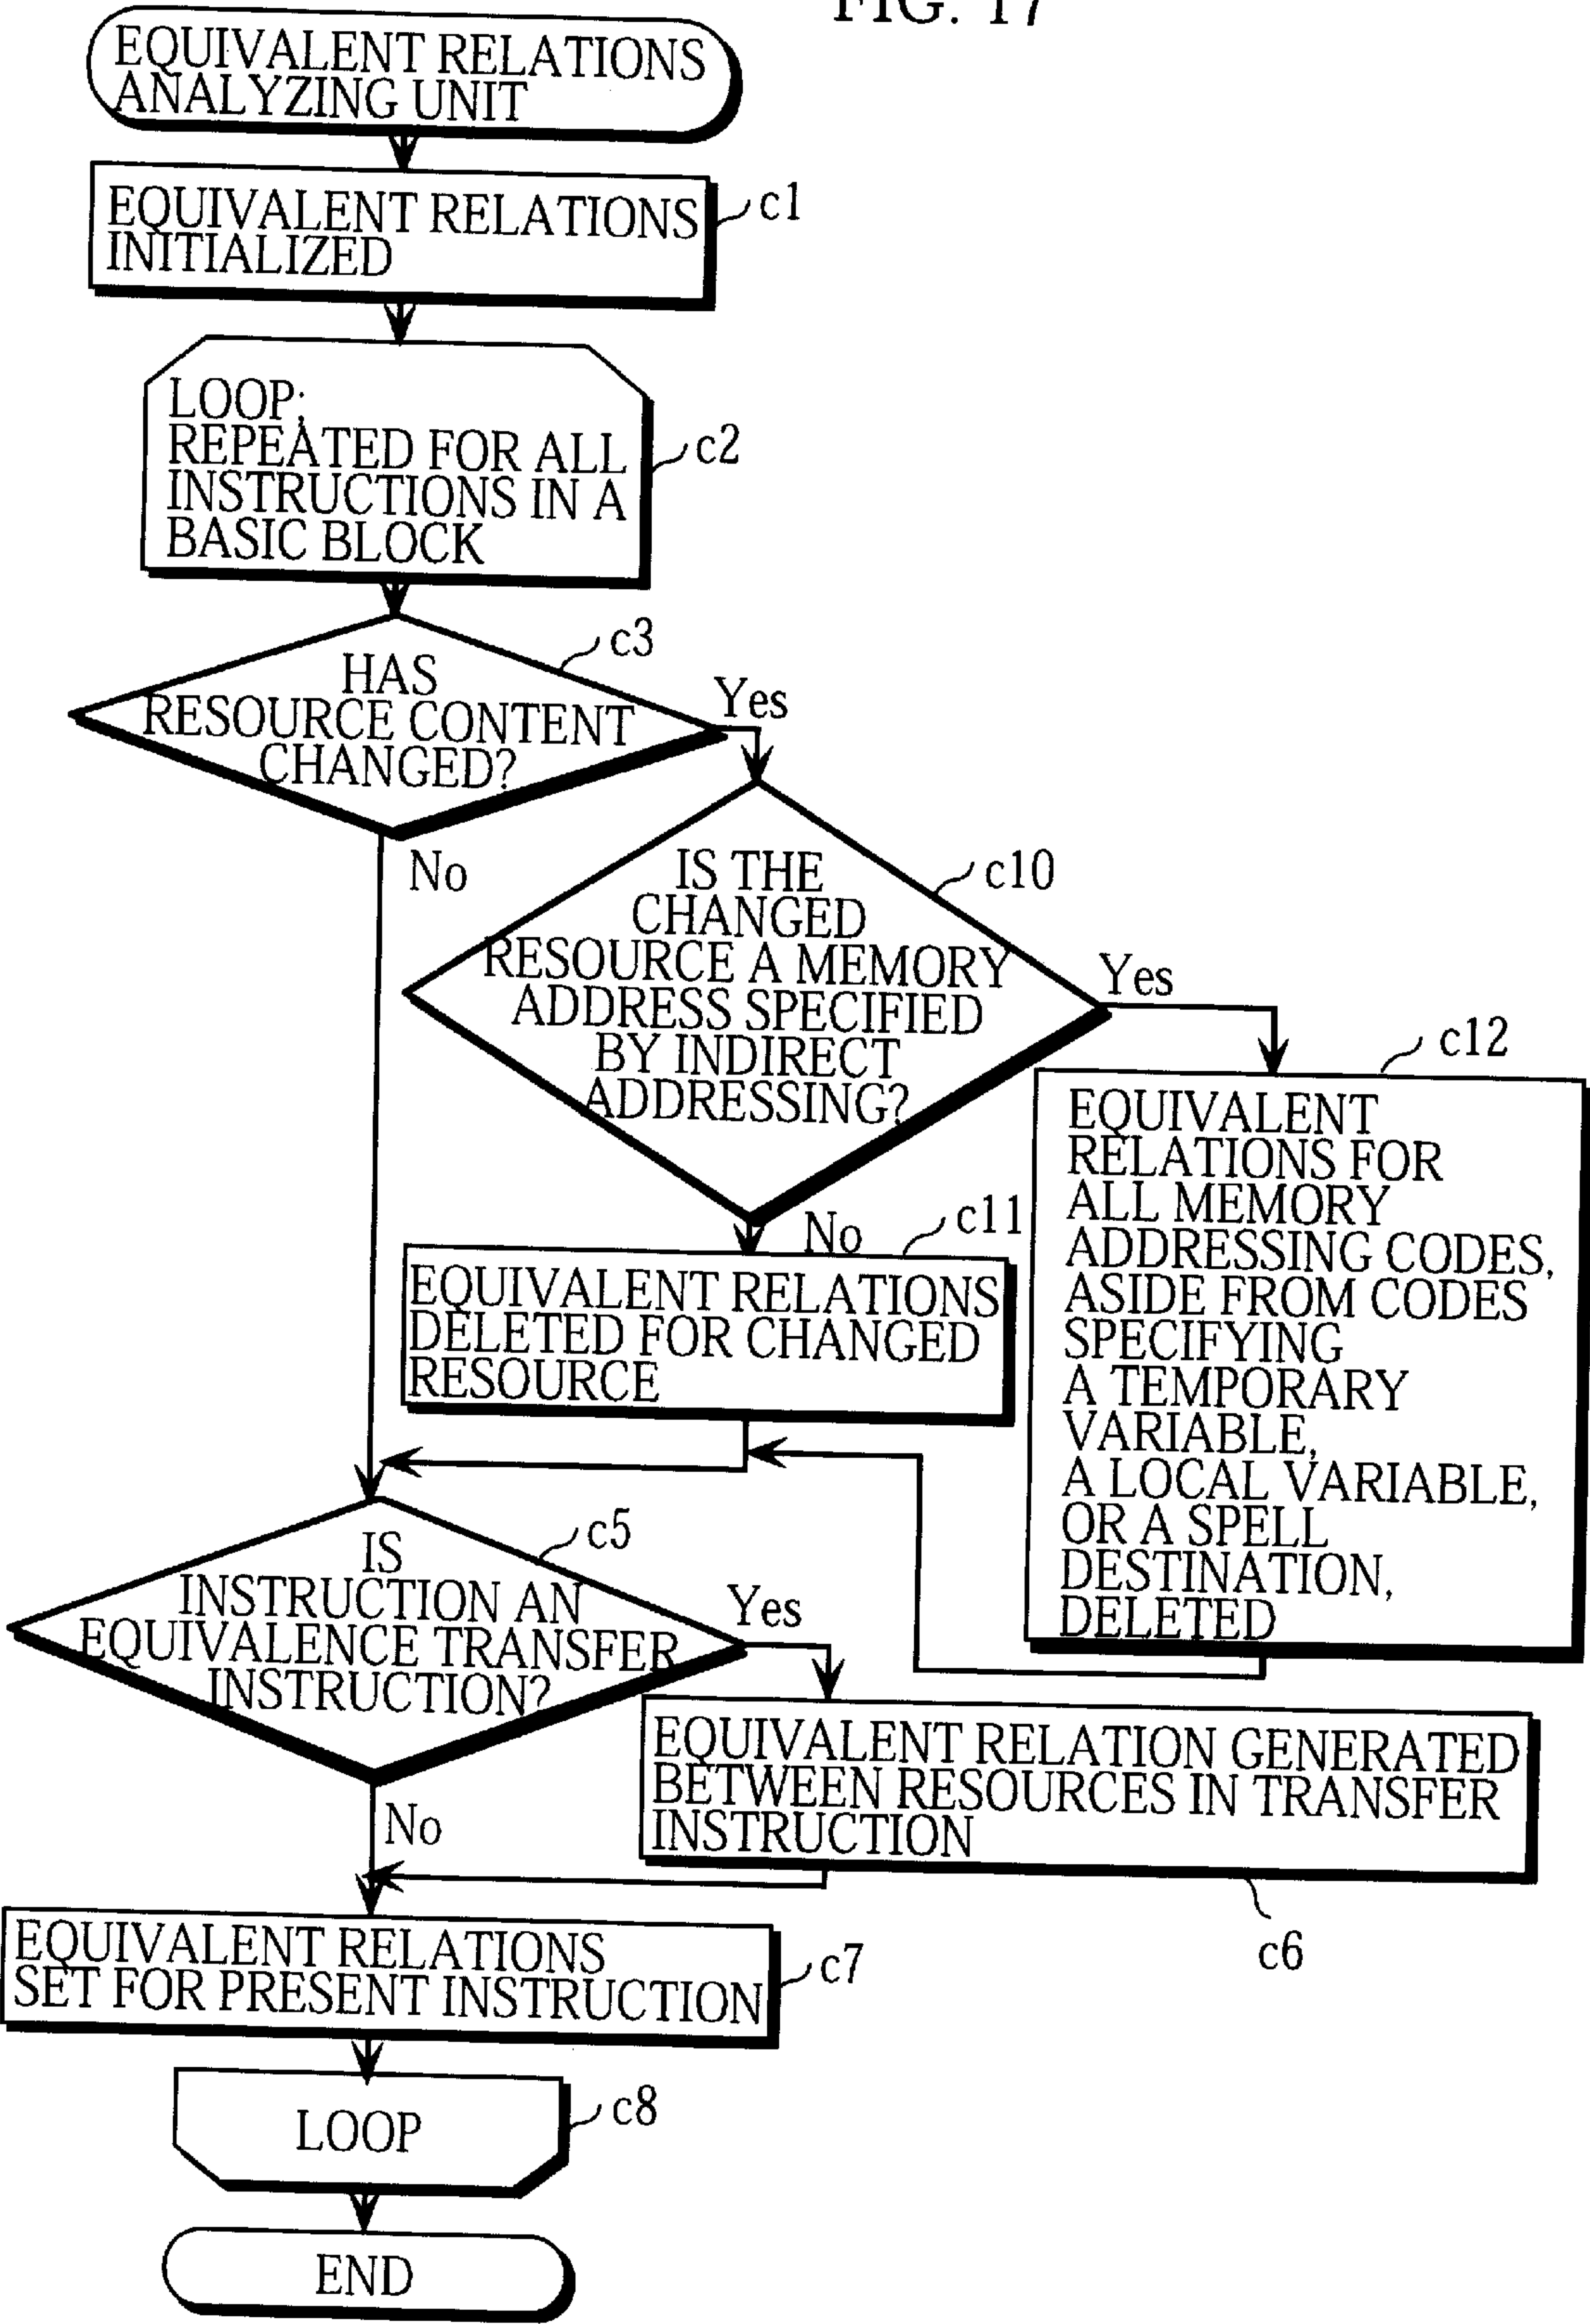 FIG. 17
EQUIVALENT RELATIONS
ANALYZING UNIT
EQUIVALENT RELATIONS
INITIALIZED
c1
LOOP:
REPEATED FOR ALL
INSTRUCTIONS IN A
BASIC BLOCK
c2
c3
HAS
RESOURCE CONTENT
CHANGED?
Yes
No
IS THE
CHANGED
RESOURCE A MEMORY
ADDRESS SPECIFIED
BY INDIRECT
ADDRESSING?
c10
Yes
No
c11
EQUIVALENT RELATIONS
DELETED FOR CHANGED
RESOURCE
c12
EQUIVALENT
RELATIONS FOR
ALL MEMORY
ADDRESSING CODES,
ASIDE FROM CODES
SPECIFYING
A TEMPORARY
VARIABLE,
A LOCAL VARIABLE,
OR A SPELL
DESTINATION,
DELETED
c5
IS
INSTRUCTION AN
EQUIVALENCE TRANSFER
INSTRUCTION?
Yes
No
EQUIVALENT RELATION GENERATED
BETWEEN RESOURCES IN TRANSFER
INSTRUCTION
c6
EQUIVALENT RELATIONS
SET FOR PRESENT INSTRUCTION
c7
LOOP
c8
END